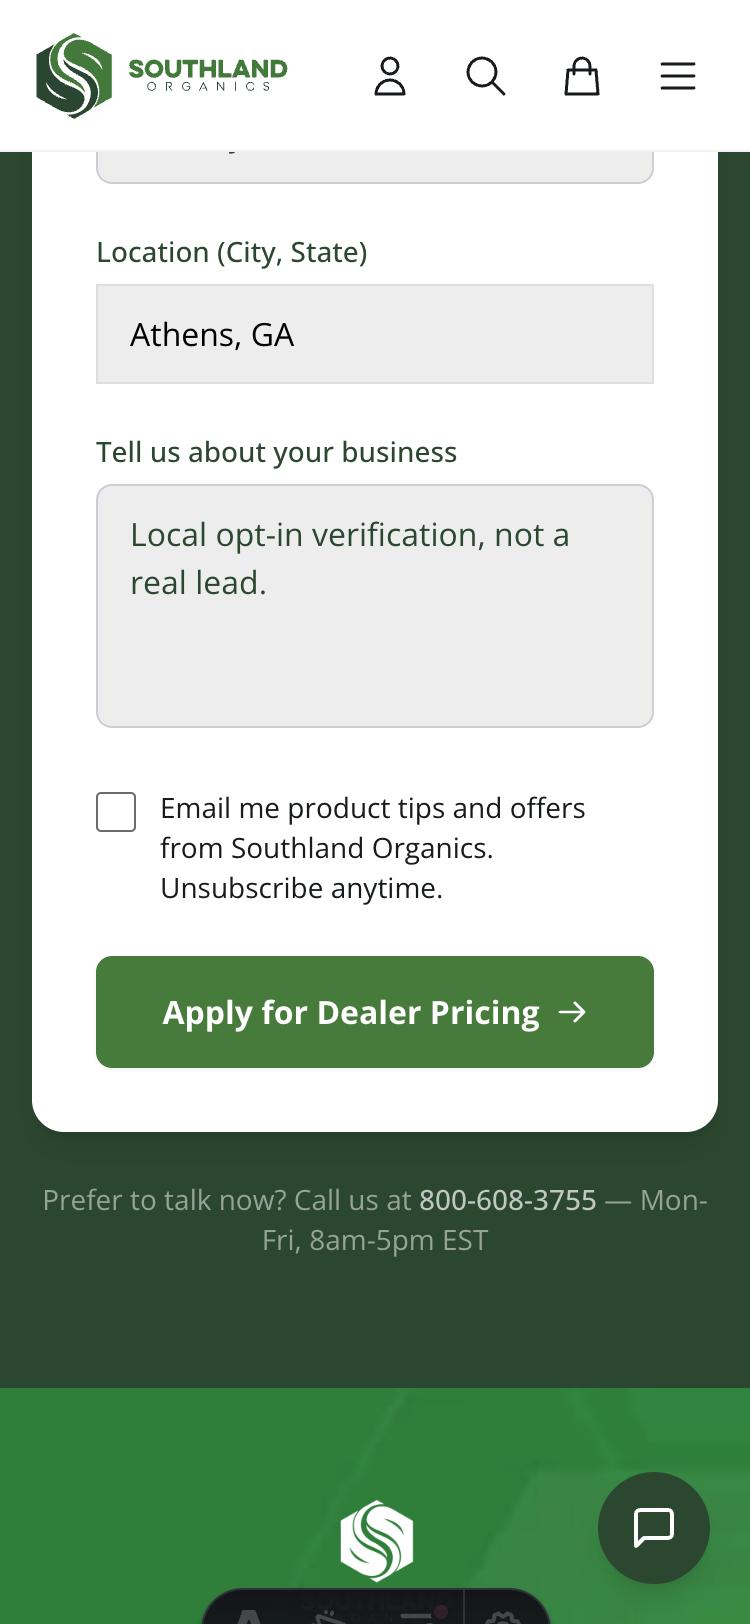 SOUTHLAND
ORGANICS
Location (City, State)
Athens, GA
Tell us about your business
Local opt-in verification, not a
real lead.
Email me product tips and offers
from Southland Organics.
Unsubscribe anytime.
Apply for Dealer Pricing →
Prefer to talk now? Call us at 800-608-3755 — Mon-
Fri, 8am-5pm EST